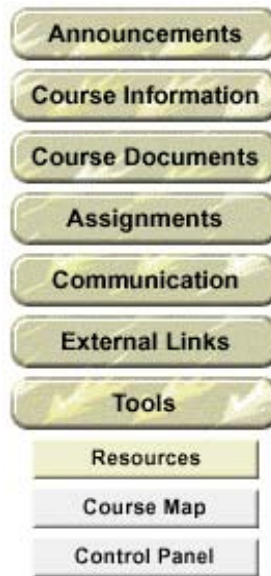 Announcements
Course Information
Course Documents
Assignments
Communication
External Links
Tools
Resources
Course Map
Control Panel